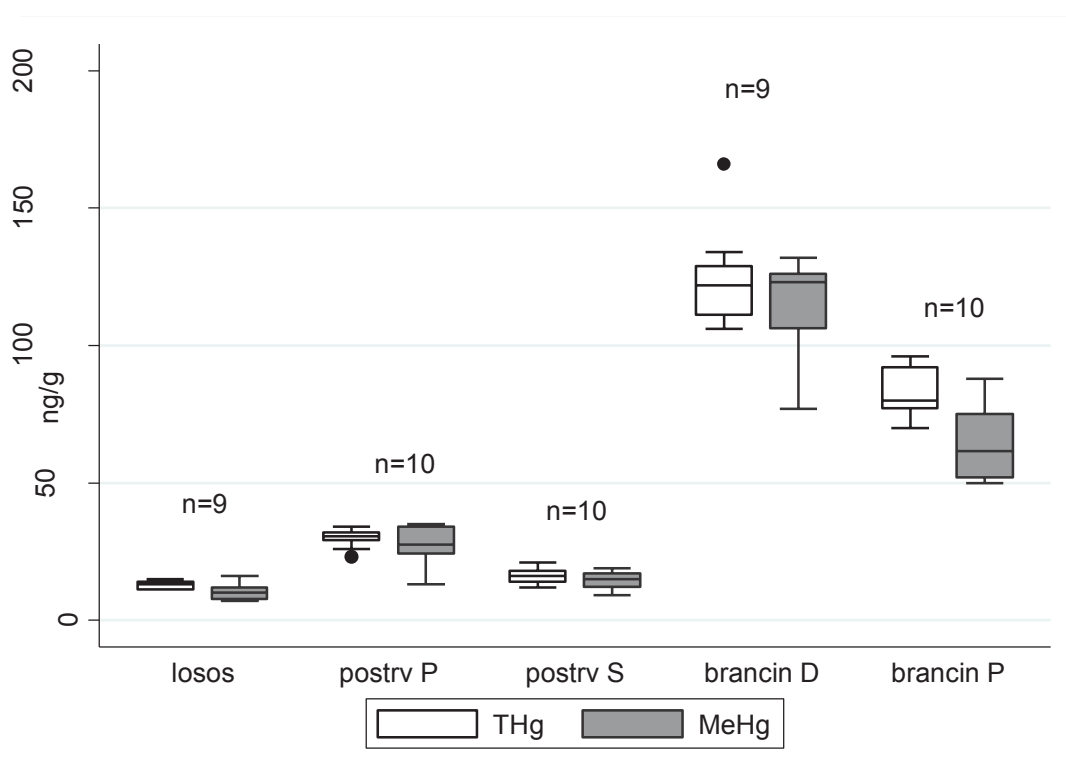 200
n=9
150
n=10
100
ng/g
n=10
50
n=9
n=10
0
losos postrv P postrv S brancin D brancin P
THg MeHg